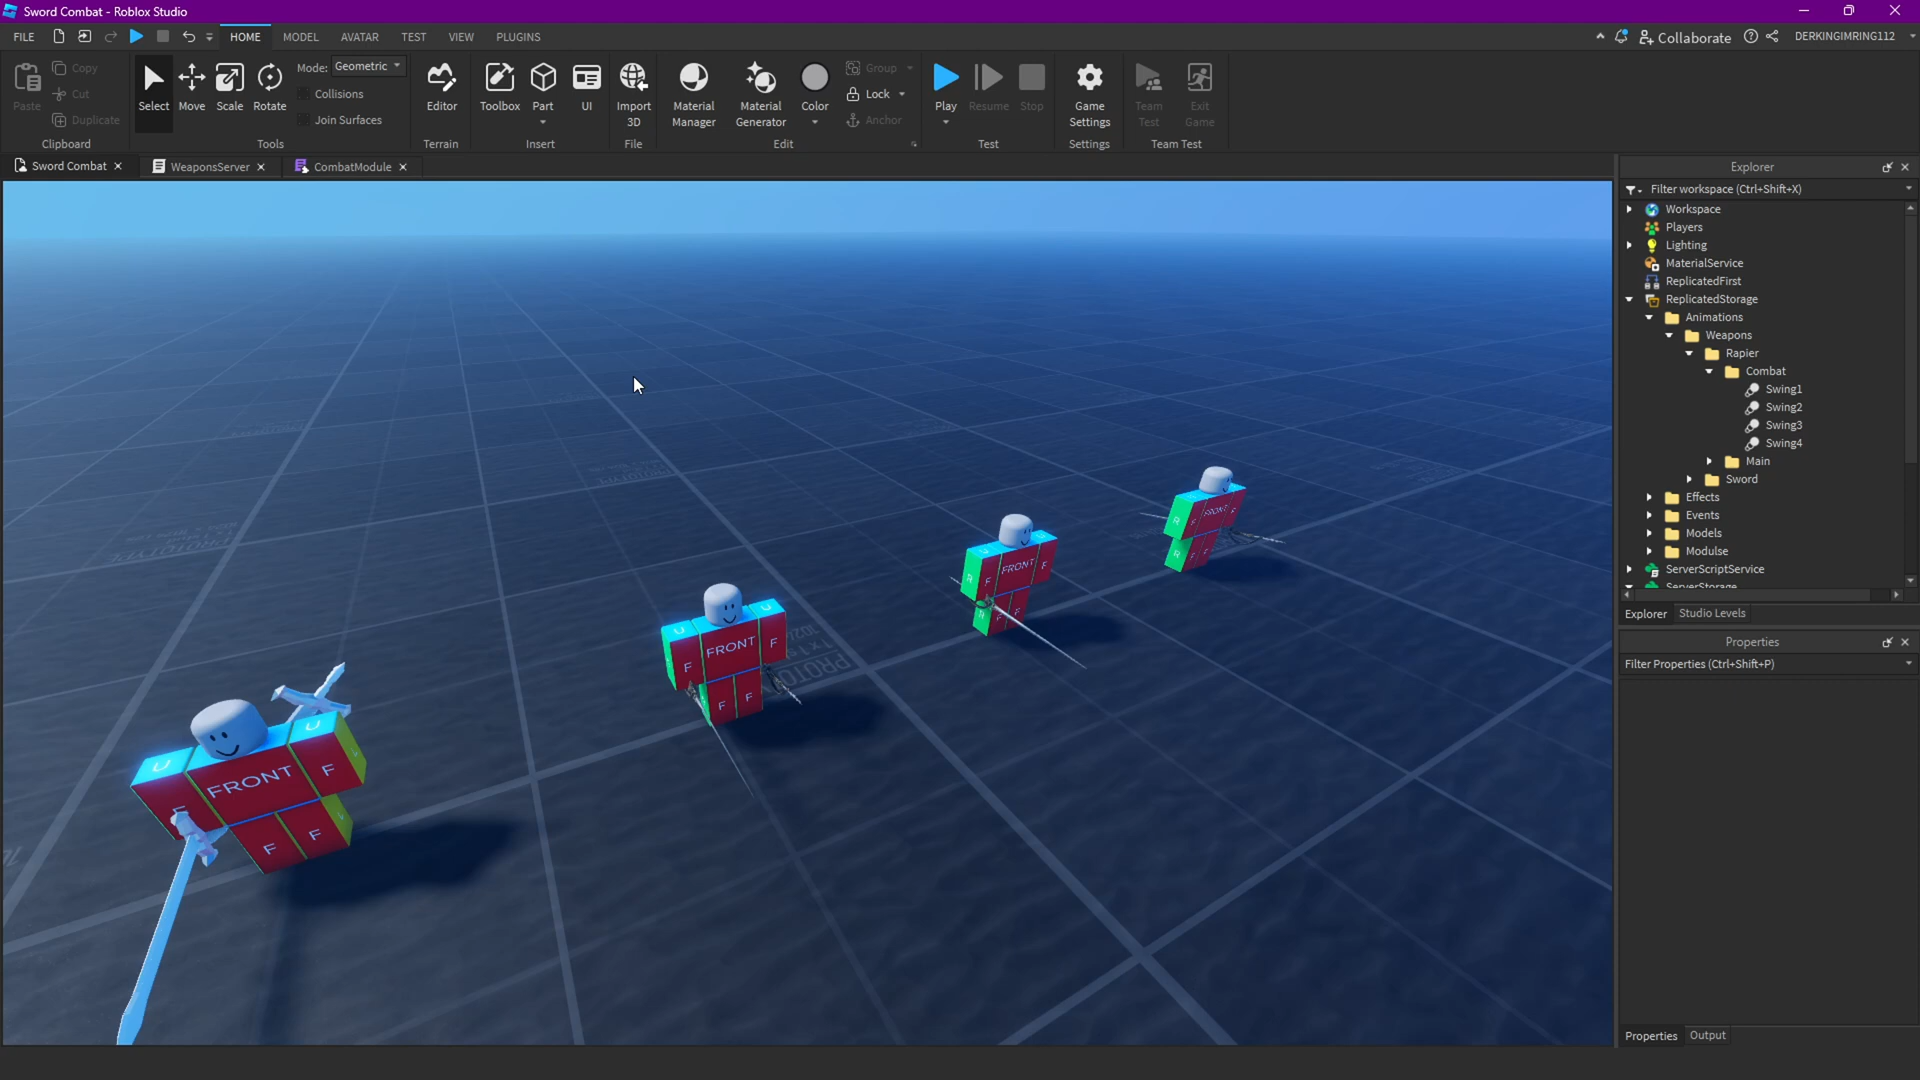 Sword Combat - Roblox Studio
FILE HOME MODEL AVATAR TEST VIEW PLUGINS Collaborate DERKINGIMRING112
Paste Copy Cut Duplicate Clipboard
Select Move Scale Rotate Mode: Geometric Collisions Join Surfaces Tools
Editor Terrain
Toolbox Part UI Insert
Import 3D File
Material Manager Material Generator Color Group Lock Anchor Edit
Play Resume Stop Test
Game Settings Settings
Team Test Exit Game Team Test
Sword Combat WeaponsServer CombatModule
U FRONT U F F F F
U FRONT U F F F F
R U FRONT U F F R F F
R FRONT F F R F F
PROTOTYPE
Explorer
Filter workspace (Ctrl+Shift+X)
Workspace
Players
Lighting
MaterialService
ReplicatedFirst
ReplicatedStorage
Animations
Weapons
Rapier
Combat
Swing1
Swing2
Swing3
Swing4
Main
Sword
Effects
Events
Models
Modulse
ServerScriptService
ServerStorage
Explorer Studio Levels
Properties
Filter Properties (Ctrl+Shift+P)
Properties Output